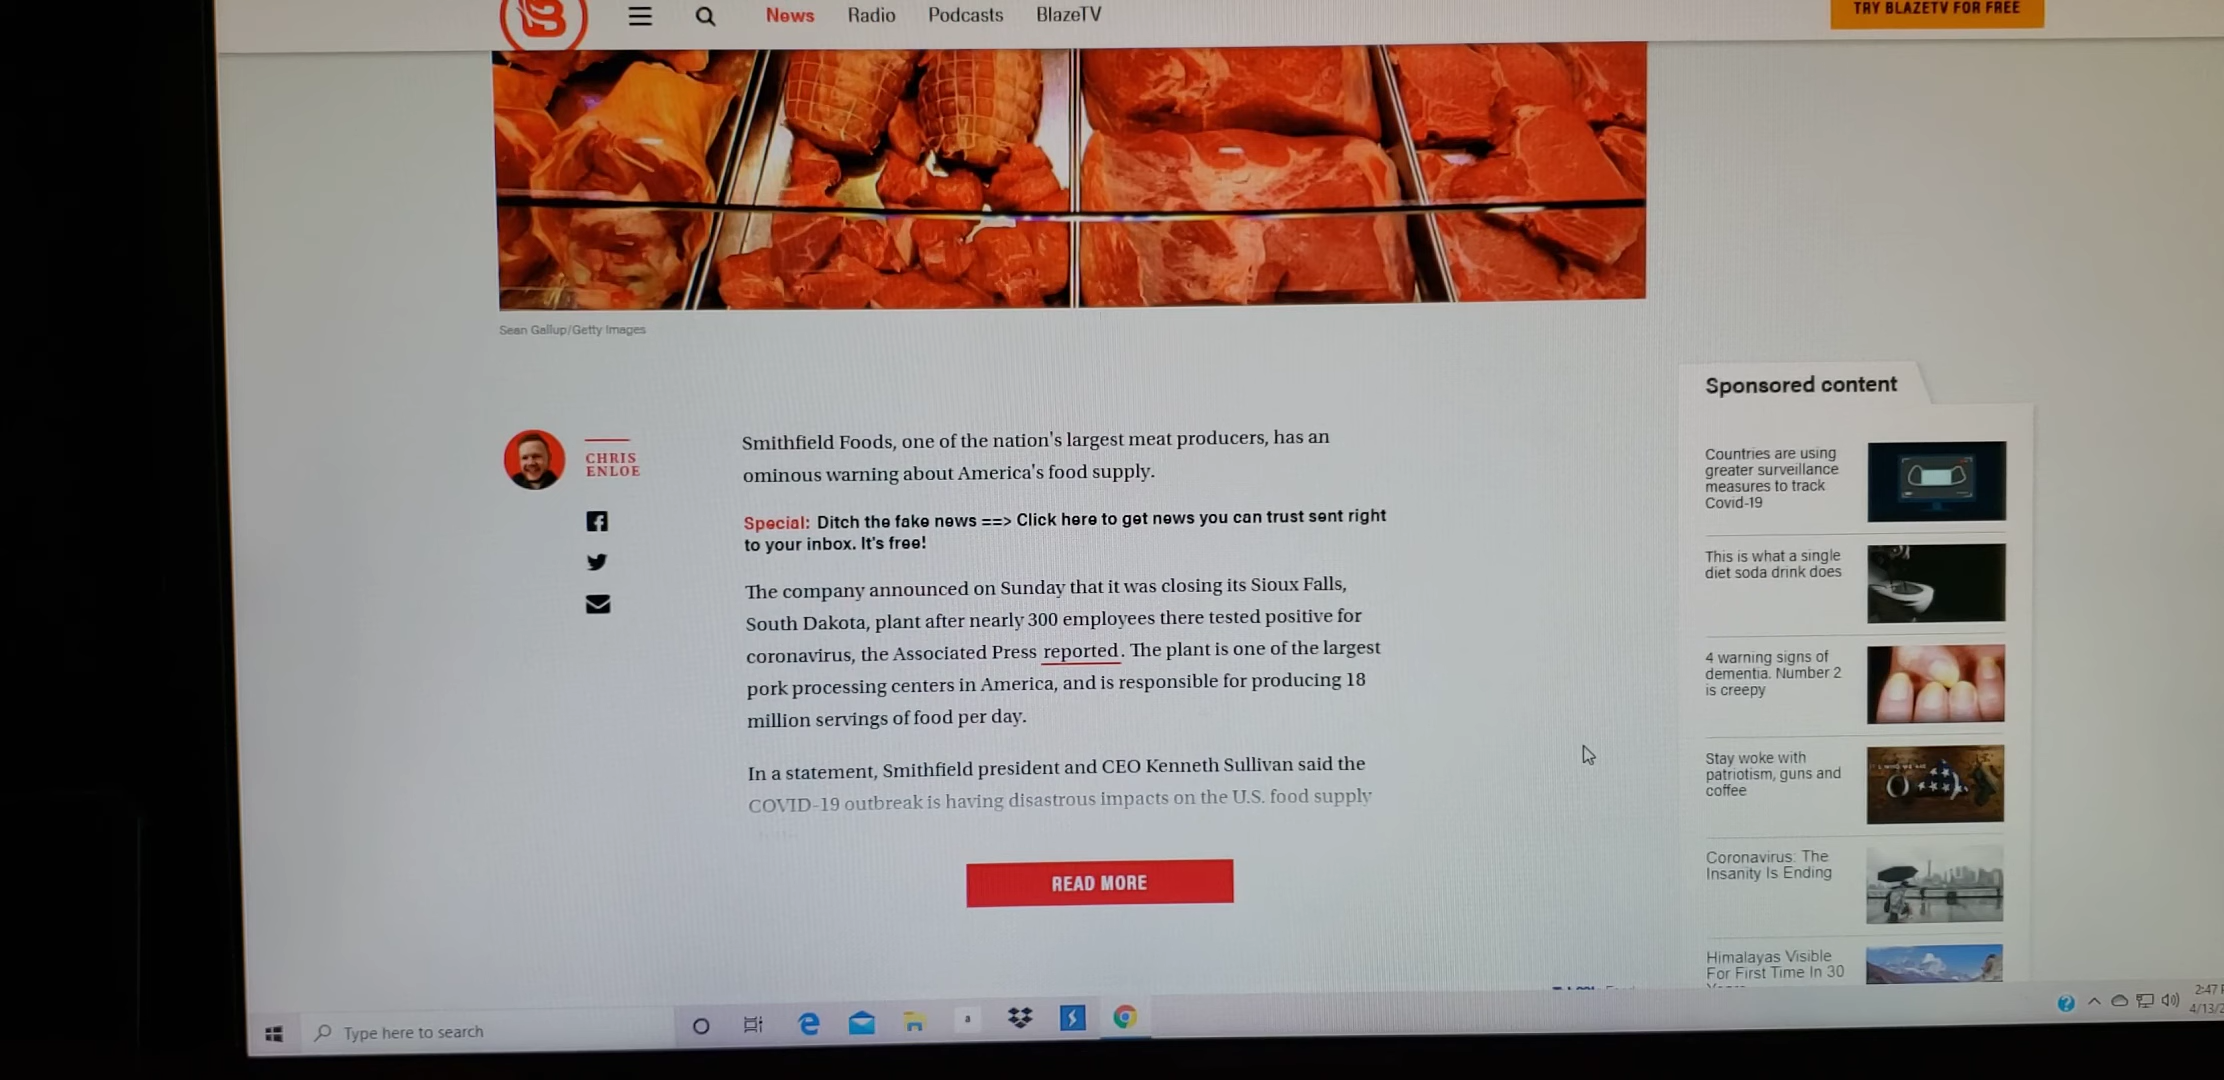 News Radio Podcasts BlazeTV
TRY BLAZETV FOR FREE
Sean Gallup/Getty Images
CHRIS
ENLOE
Smithfield Foods, one of the nation's largest meat producers, has an
ominous warning about America's food supply.
Special: Ditch the fake news ==> Click here to get news you can trust sent right
to your inbox. It's free!
The company announced on Sunday that it was closing its Sioux Falls,
South Dakota, plant after nearly 300 employees there tested positive for
coronavirus, the Associated Press reported. The plant is one of the largest
pork processing centers in America, and is responsible for producing 18
million servings of food per day.
In a statement, Smithfield president and CEO Kenneth Sullivan said the
COVID-19 outbreak is having disastrous impacts on the U.S. food supply
READ MORE
Sponsored content
Countries are using
greater surveillance
measures to track
Covid-19
This is what a single
diet soda drink does
4 warning signs of
dementia. Number 2
is creepy
Stay woke with
patriotism, guns and
coffee
Coronavirus: The
Insanity Is Ending
Himalayas Visible
For First Time In 30
Type here to search
a
2:47
4/13/2